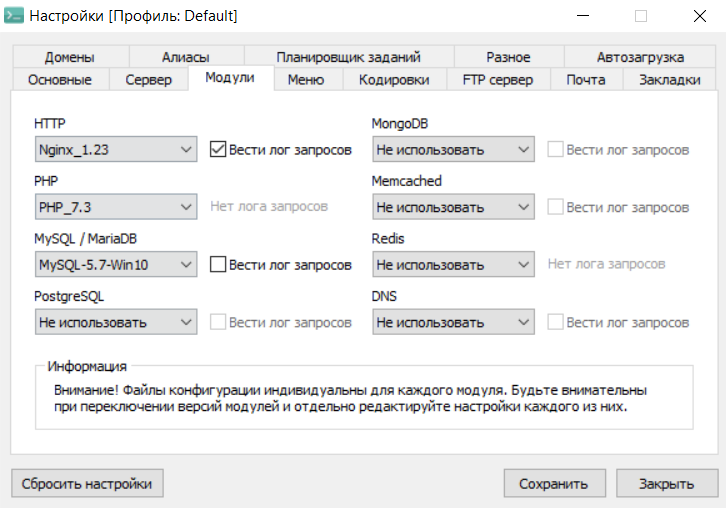 Настройки [Профиль: Default]
Домены Алиасы Планировщик заданий Разное Автозагрузка
Основные Сервер Модули Меню Кодировки FTP сервер Почта Закладки
HTTP
Nginx_1.23 Вести лог запросов
PHP
PHP_7.3 Нет лога запросов
MySQL / MariaDB
MySQL-5.7-Win10 Вести лог запросов
PostgreSQL
Не использовать Вести лог запросов
MongoDB
Не использовать Вести лог запросов
Memcached
Не использовать Вести лог запросов
Redis
Не использовать Нет лога запросов
DNS
Не использовать Вести лог запросов
Информация
Внимание! Файлы конфигурации индивидуальны для каждого модуля. Будьте внимательны
при переключении версий модулей и отдельно редактируйте настройки каждого из них.
Сбросить настройки Сохранить Закрыть